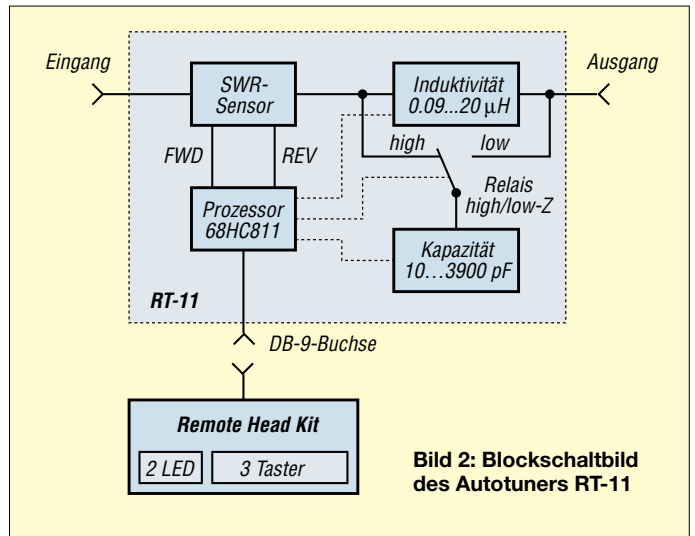 Eingang
Ausgang
SWR-
Sensor
Induktivität
0.09...20 μH
high
low
FWD
REV
Relais
high/low-Z
Prozessor
68HC811
Kapazität
10...3900 pF
RT-11
DB-9-Buchse
Remote Head Kit
2 LED
3 Taster
Bild 2: Blockschaltbild
des Autotuners RT-11